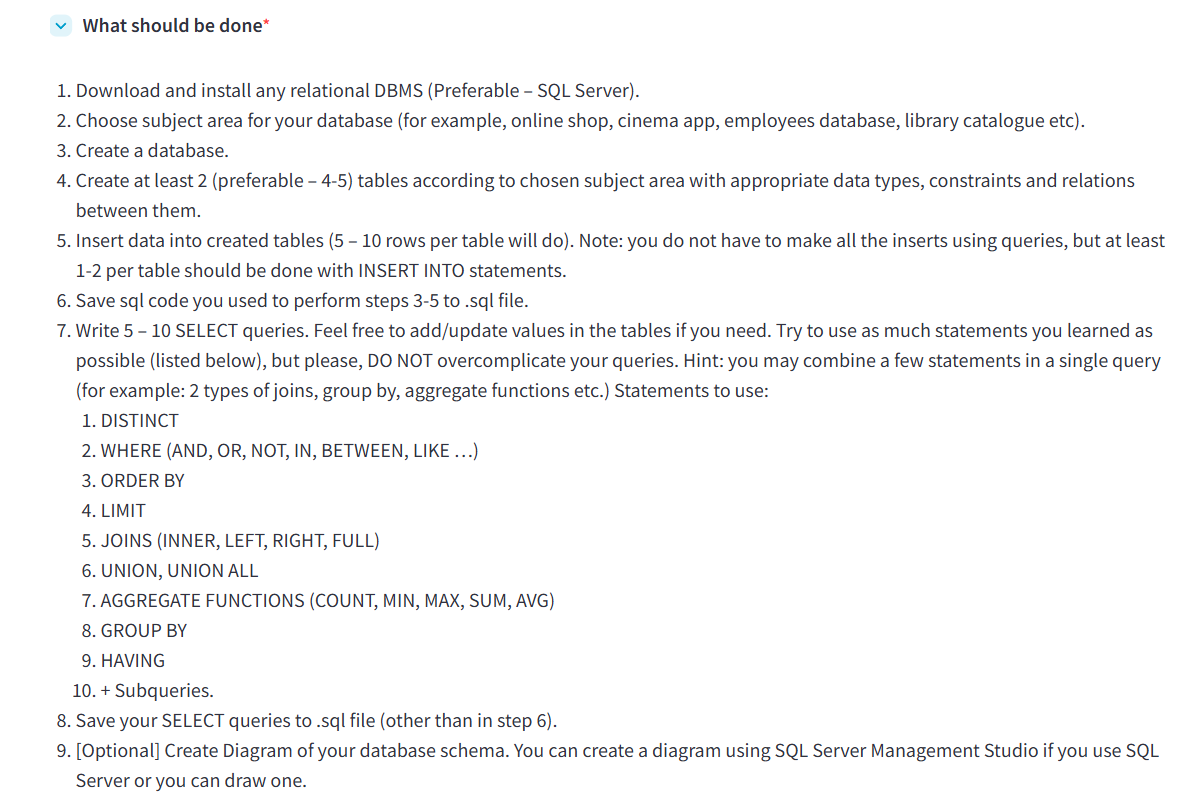 What should be done*
1. Download and install any relational DBMS (Preferable – SQL Server).
2. Choose subject area for your database (for example, online shop, cinema app, employees database, library catalogue etc).
3. Create a database.
4. Create at least 2 (preferable – 4-5) tables according to chosen subject area with appropriate data types, constraints and relations
between them.
5. Insert data into created tables (5 – 10 rows per table will do). Note: you do not have to make all the inserts using queries, but at least
1-2 per table should be done with INSERT INTO statements.
6. Save sql code you used to perform steps 3-5 to .sql file.
7. Write 5 – 10 SELECT queries. Feel free to add/update values in the tables if you need. Try to use as much statements you learned as
possible (listed below), but please, DO NOT overcomplicate your queries. Hint: you may combine a few statements in a single query
(for example: 2 types of joins, group by, aggregate functions etc.) Statements to use:
1. DISTINCT
2. WHERE (AND, OR, NOT, IN, BETWEEN, LIKE …)
3. ORDER BY
4. LIMIT
5. JOINS (INNER, LEFT, RIGHT, FULL)
6. UNION, UNION ALL
7. AGGREGATE FUNCTIONS (COUNT, MIN, MAX, SUM, AVG)
8. GROUP BY
9. HAVING
10. + Subqueries.
8. Save your SELECT queries to .sql file (other than in step 6).
9. [Optional] Create Diagram of your database schema. You can create a diagram using SQL Server Management Studio if you use SQL
Server or you can draw one.